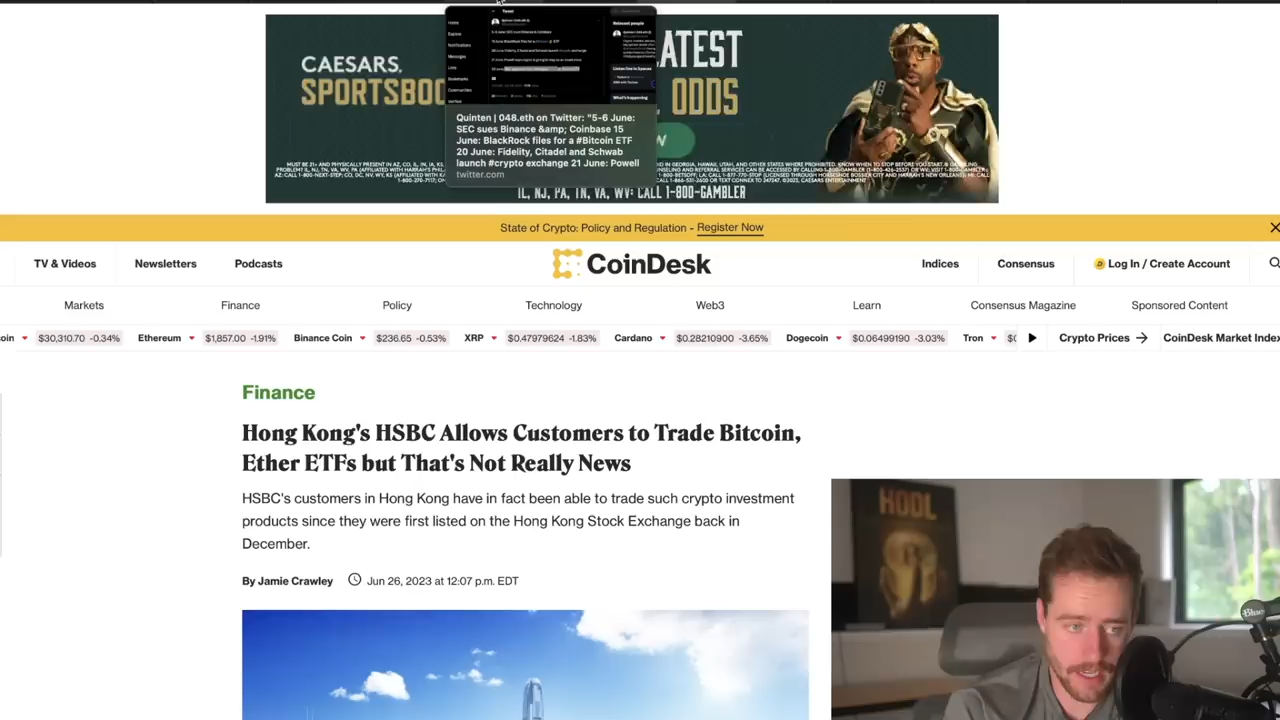 CAESARS.
SPORTSBO
ATEST
ODDS
W
Quinten | 048.eth on Twitter: "5-6 June:
SEC sues Binance &amp; Coinbase 15
June: BlackRock files for a #Bitcoin ETF
20 June: Fidelity, Citadel and Schwab
launch #crypto exchange 21 June: Powell
twitter.com
IL, NJ, PA, TN, VA, WV: CALL 1-800-GAMBLER
State of Crypto: Policy and Regulation - Register Now
TV & Videos Newsletters Podcasts CoinDesk Indices Consensus Log In / Create Account
Markets Finance Policy Technology Web3 Learn Consensus Magazine Sponsored Content
oin $30,310.70 -0.34% Ethereum $1,857.00 -1.91% Binance Coin $236.65 -0.53% XRP $0.47979624 -1.83% Cardano $0.28210900 -3.65% Dogecoin $0.06499190 -3.03% Tron $0 Crypto Prices → CoinDesk Market Index
Finance
Hong Kong's HSBC Allows Customers to Trade Bitcoin,
Ether ETFs but That's Not Really News
HSBC's customers in Hong Kong have in fact been able to trade such crypto investment
products since they were first listed on the Hong Kong Stock Exchange back in
December.
By Jamie Crawley Jun 26, 2023 at 12:07 p.m. EDT
HODL
Blue